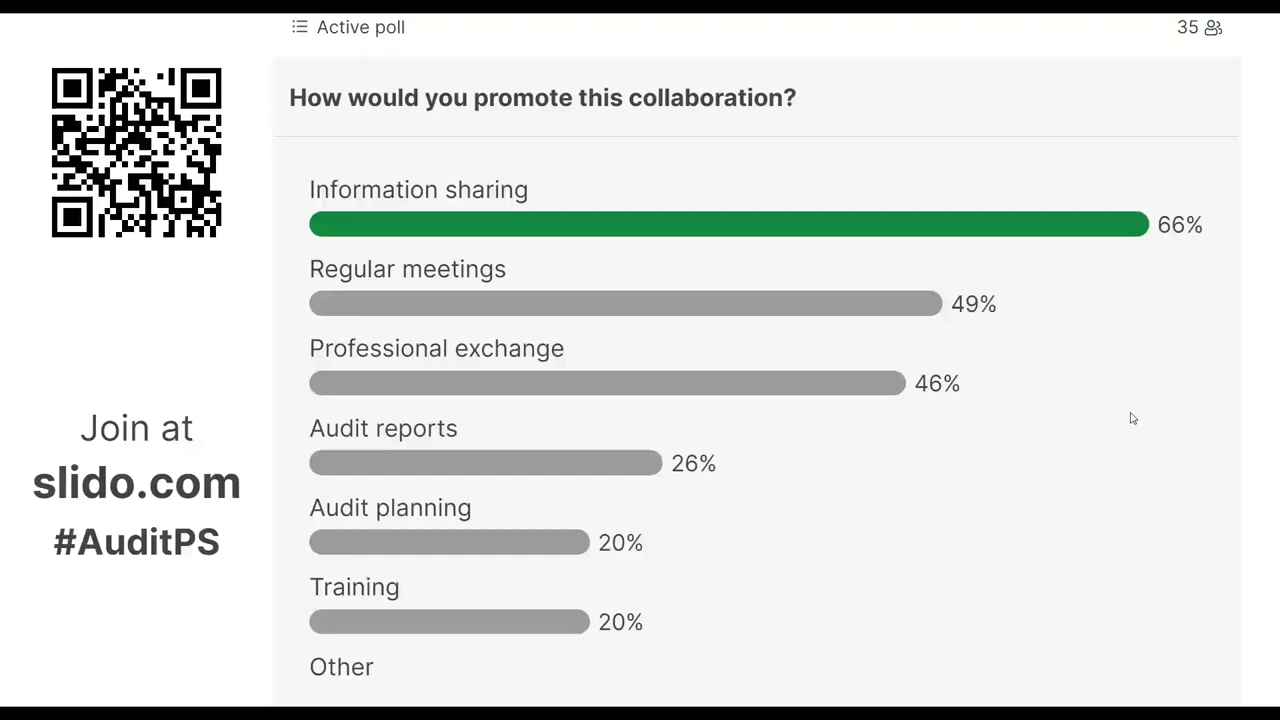 Active poll
35
How would you promote this collaboration?
Information sharing
66%
Regular meetings
49%
Professional exchange
46%
Audit reports
26%
Audit planning
20%
Training
20%
Other
Join at
slido.com
#AuditPS